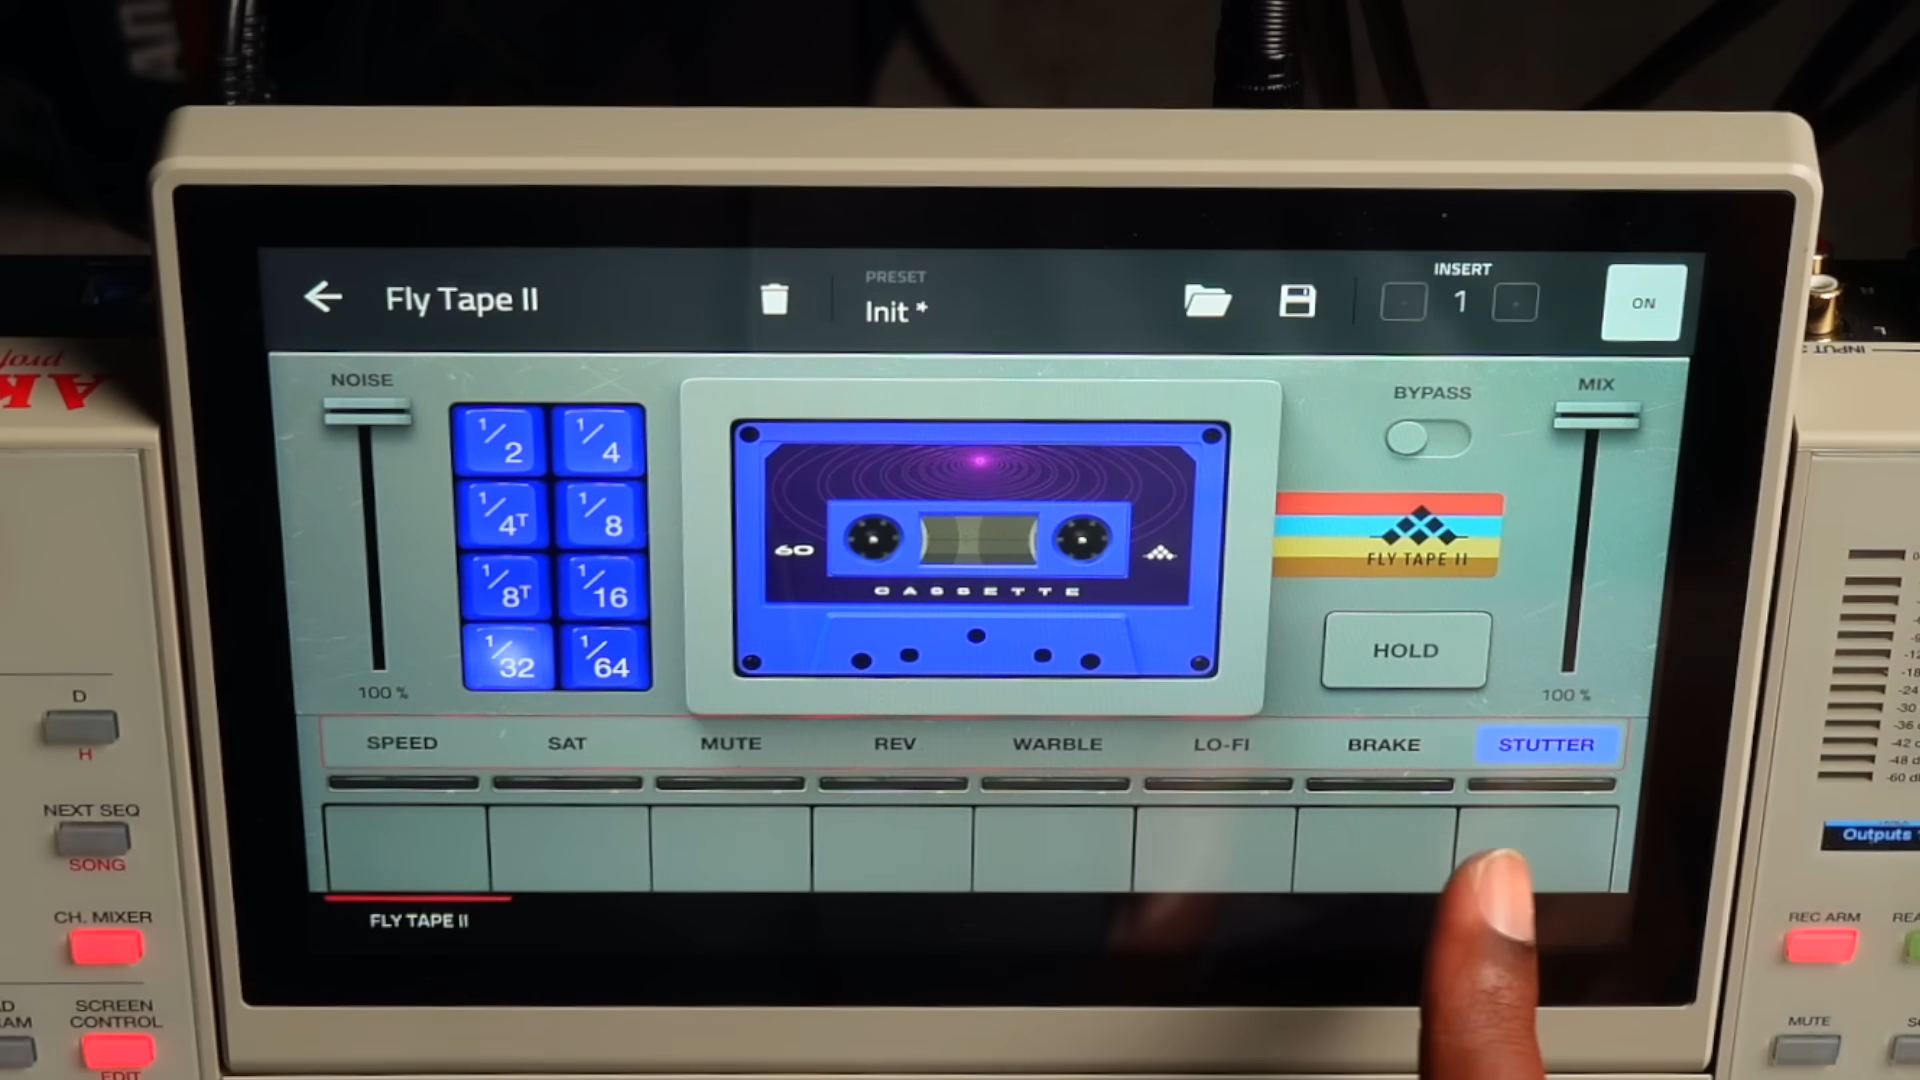 Fly Tape II
PRESET
Init *
INSERT
1
ON
NOISE
100 %
1/2
1/4
1/4T
1/8
1/8T
1/16
1/32
1/64
60
CASSETTE
BYPASS
FLY TAPE II
HOLD
MIX
100 %
SPEED
SAT
MUTE
REV
WARBLE
LO-FI
BRAKE
STUTTER
FLY TAPE II
D
H
NEXT SEQ
SONG
CH. MIXER
SCREEN
CONTROL
EDIT
-60
Outputs
REC ARM
MUTE